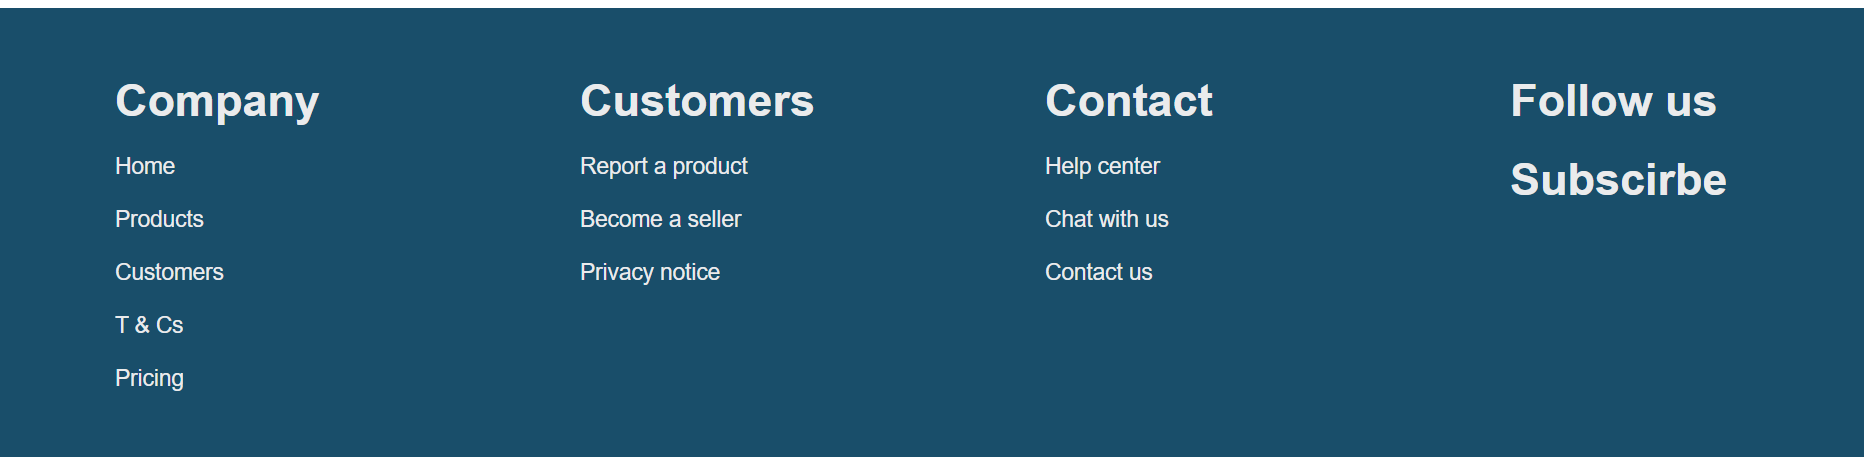 Company
Home
Products
Customers
T & Cs
Pricing
Customers
Report a product
Become a seller
Privacy notice
Contact
Help center
Chat with us
Contact us
Follow us
Subscirbe